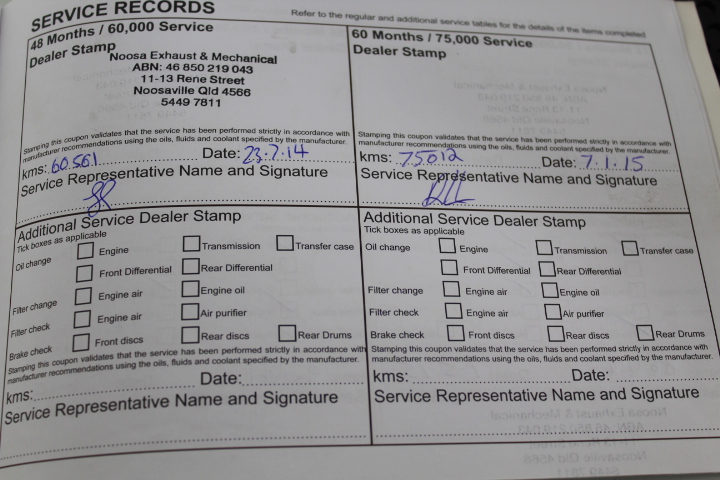 SERVICE RECORDS
Refer to the regular and additional service tables for the details of the items completed
48 Months / 60,000 Service
Dealer Stamp
Noosa Exhaust & Mechanical
ABN: 46 850 219 043
11-13 Rene Street
Noosaville Qld 4566
5449 7811
Stamping this coupon validates that the service has been performed strictly in accordance with
manufacturer recommendations using the oils, fluids and coolant specified by the manufacturer.
kms: 60561 Date: 23.7.14
Service Representative Name and Signature
Additional Service Dealer Stamp
Tick boxes as applicable
Oil change Engine Transmission Transfer case
Front Differential Rear Differential
Filter change Engine air Engine oil
Filter check Engine air Air purifier
Brake check Front discs Rear discs Rear Drums
Stamping this coupon validates that the service has been performed strictly in accordance with
manufacturer recommendations using the oils, fluids and coolant specified by the manufacturer.
kms: Date:
Service Representative Name and Signature
60 Months / 75,000 Service
Dealer Stamp
Stamping this coupon validates that the service has been performed strictly in accordance with
manufacturer recommendations using the oils, fluids and coolant specified by the manufacturer.
kms: 75012 Date: 7.1.15
Service Representative Name and Signature
Additional Service Dealer Stamp
Tick boxes as applicable
Oil change Engine Transmission Transfer case
Front Differential Rear Differential
Filter change Engine air Engine oil
Filter check Engine air Air purifier
Brake check Front discs Rear discs Rear Drums
Stamping this coupon validates that the service has been performed strictly in accordance with
manufacturer recommendations using the oils, fluids and coolant specified by the manufacturer.
kms: Date:
Service Representative Name and Signature